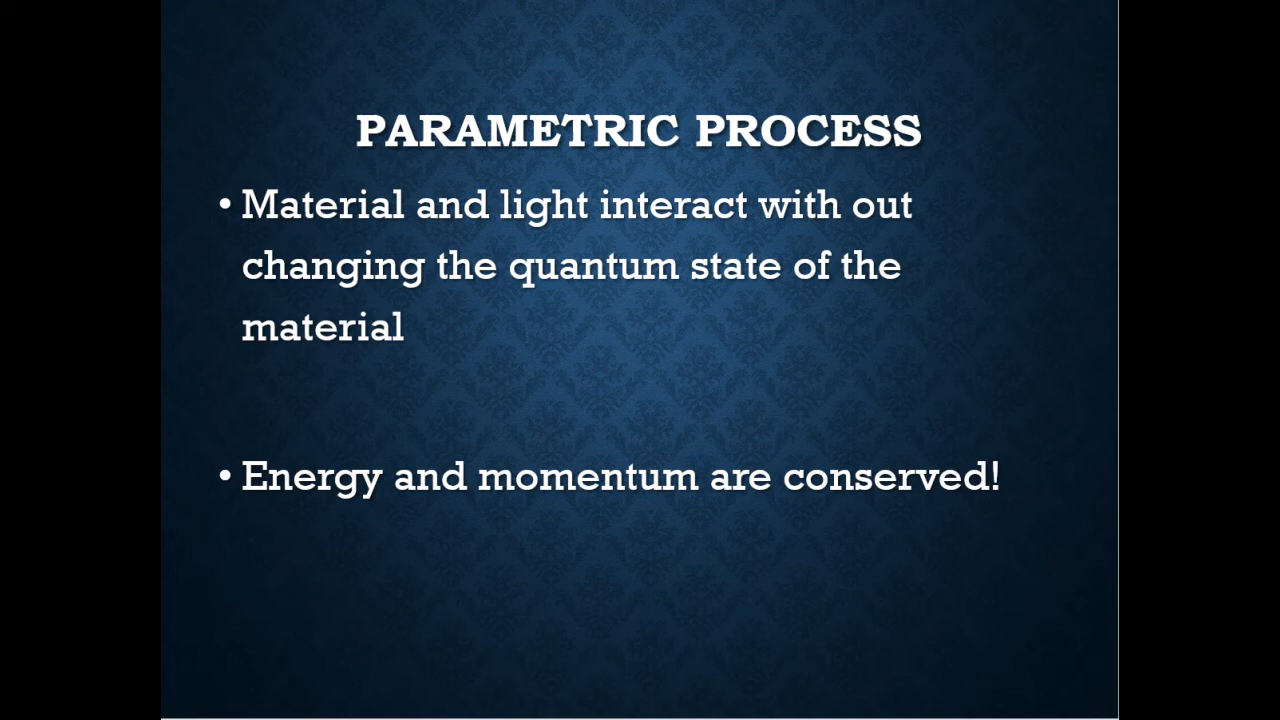 PARAMETRIC PROCESS
• Material and light interact with out
changing the quantum state of the
material
• Energy and momentum are conserved!